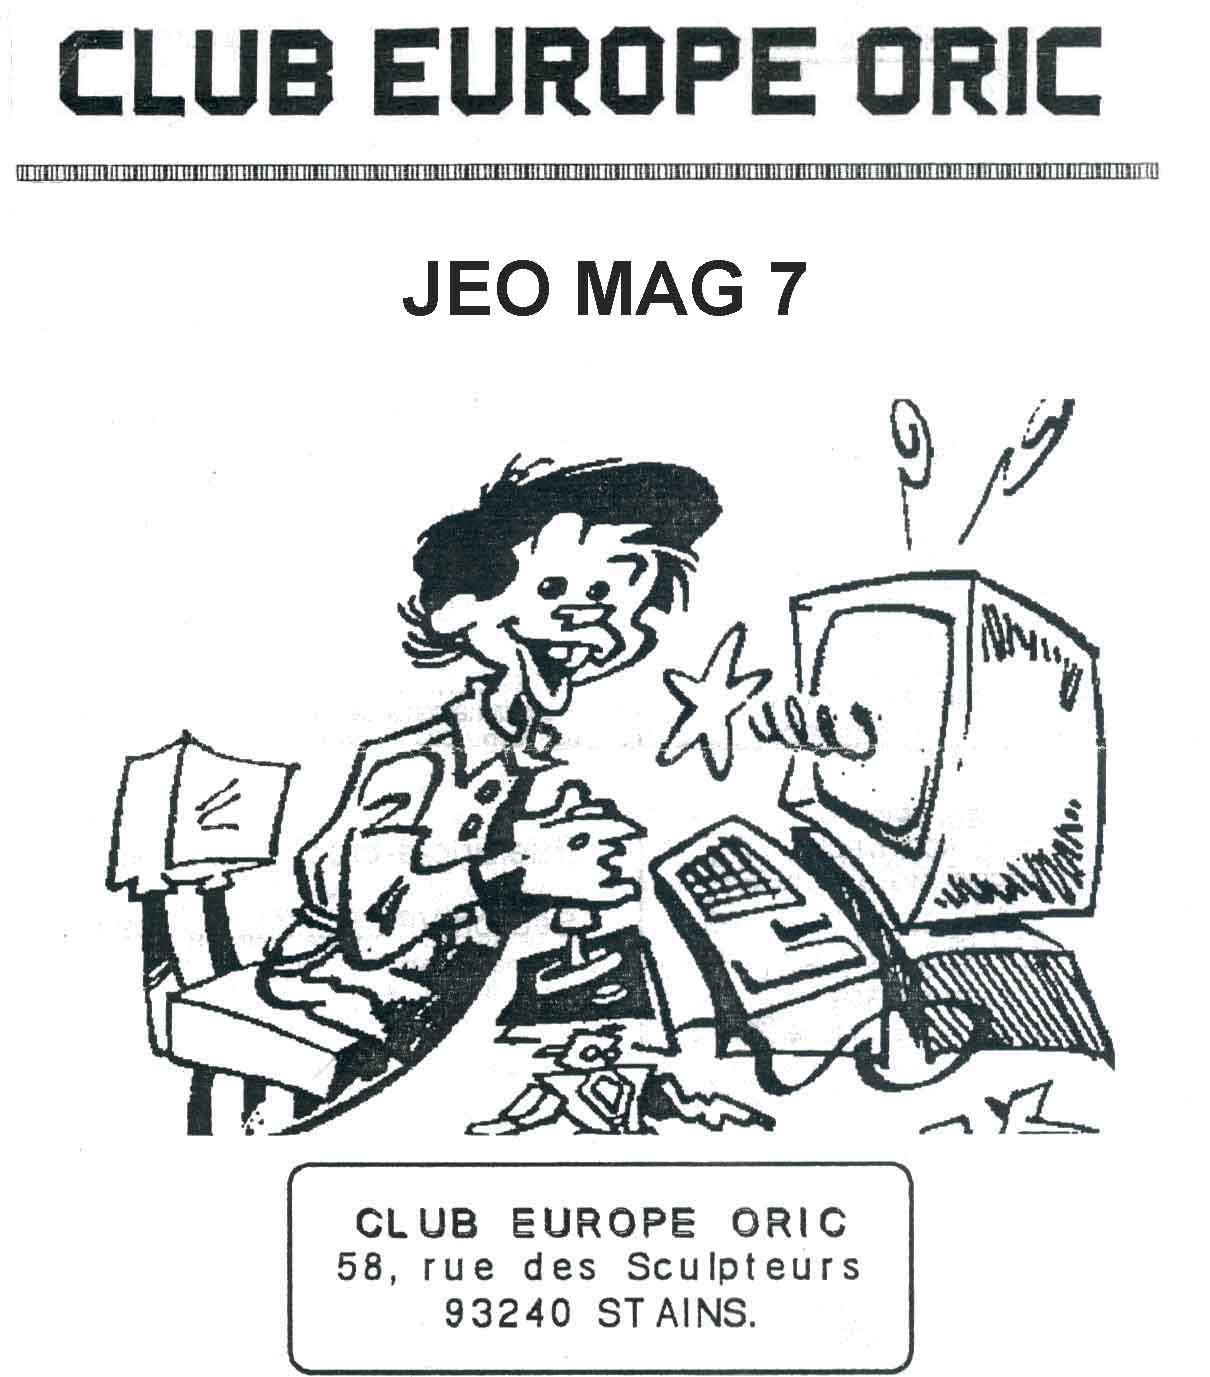 CLUB EUROPE ORIC
JEO MAG 7
CLUB EUROPE ORIC
58, rue des Sculpteurs
93240 STAINS.